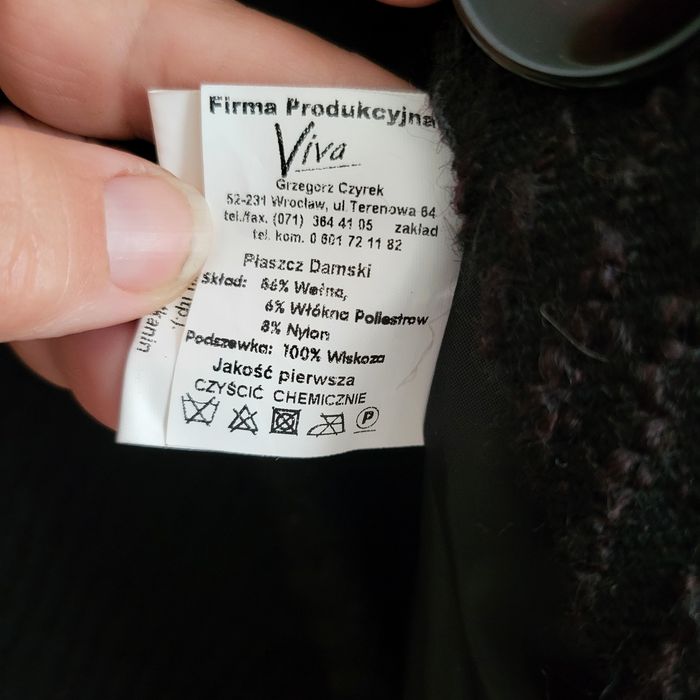 Firma Produkcyjna
Viva
Grzegorz Czyrek
52-231 Wrocław, ul.Terenowa 64
tel./fax. (071) 364 41 05 zakład
tel. kom. 0 601 72 11 82
Płaszcz Damski
Skład: 86% Wełna,
6% Włókna Poliestrow
8% Nylon
Podszewka: 100% Wiskoza
Jakość pierwsza
CZYŚCIĆ CHEMICZNIE
P